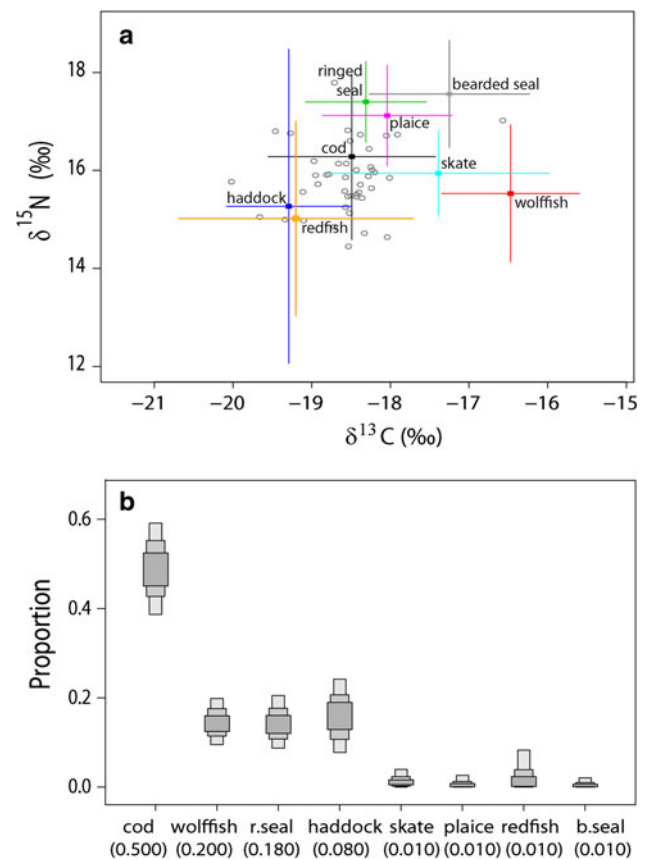 a
18
16
14
12
δ15N (‰)
ringed
seal
bearded seal
plaice
cod
skate
haddock
wolffish
redfish
−21 −20 −19 −18 −17 −16 −15
δ13C (‰)
b
0.6
0.4
0.2
0.0
Proportion
cod wolffish r.seal haddock skate plaice redfish b.seal
(0.500) (0.200) (0.180) (0.080) (0.010) (0.010) (0.010) (0.010)